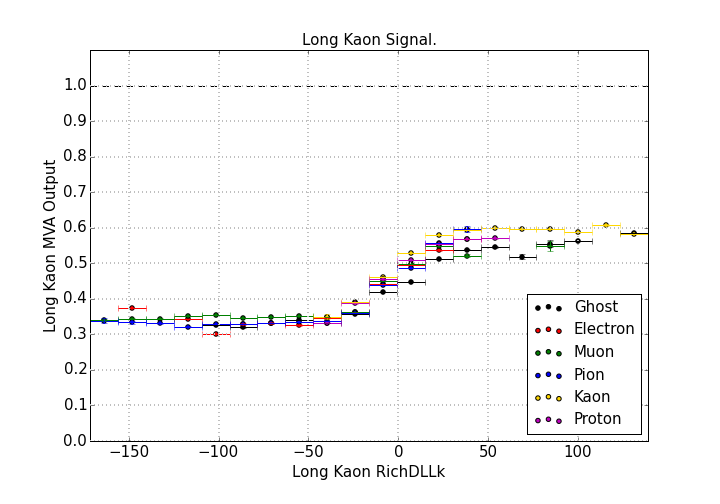 Long Kaon Signal.
Long Kaon MVA Output
1.0
0.9
0.8
0.7
0.6
0.5
0.4
0.3
0.2
0.1
0.0
Ghost
Electron
Muon
Pion
Kaon
Proton
−150 −100 −50 0 50 100
Long Kaon RichDLLk